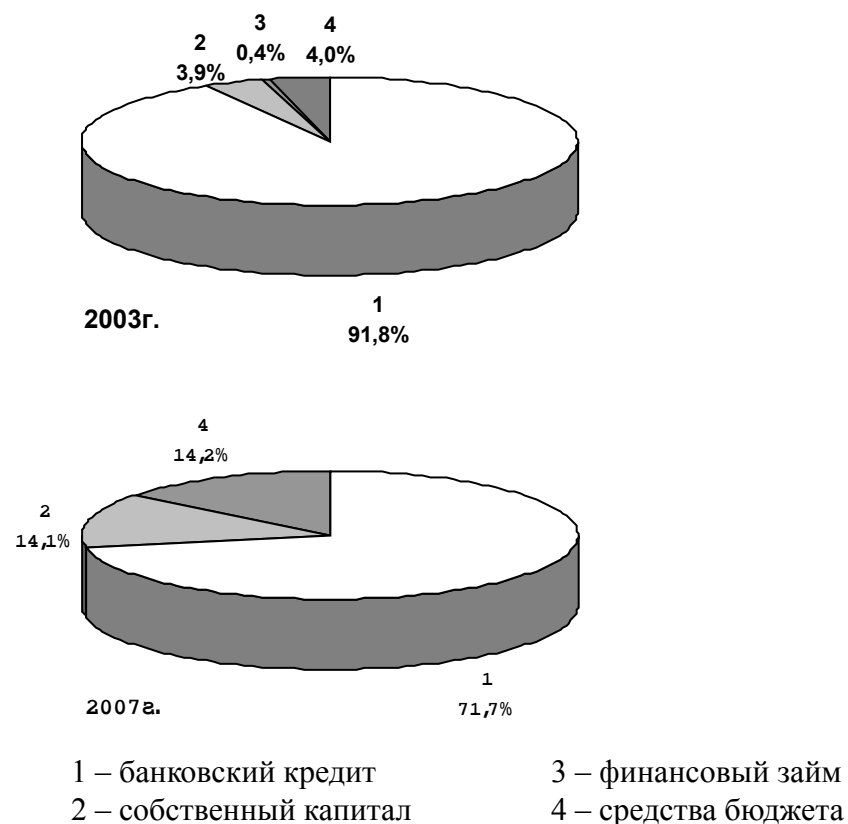 2
3,9%
3
0,4%
4
4,0%
2003г.
1
91,8%
4
14,2%
2
14,1%
2007г.
1
71,7%
1 – банковский кредит
3 – финансовый займ
2 – собственный капитал
4 – средства бюджета